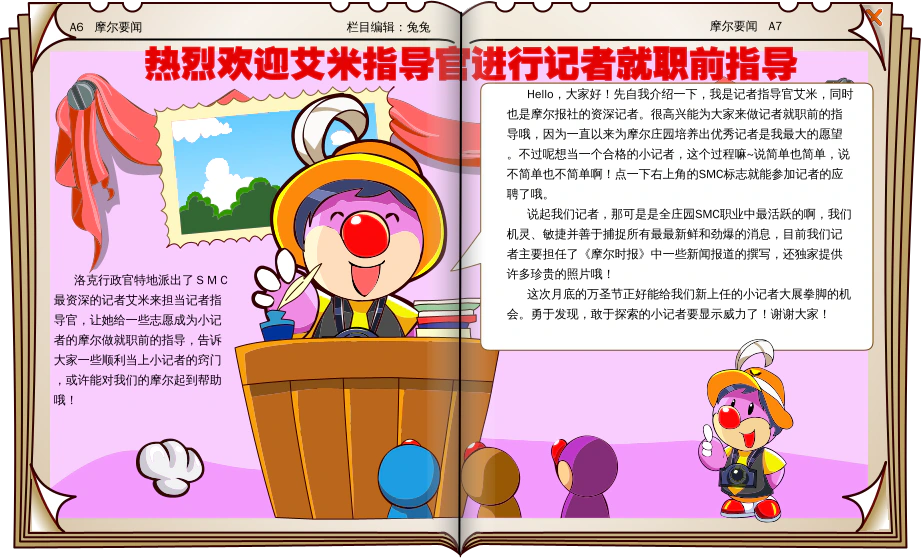 A6 摩尔要闻
栏目编辑：兔兔
摩尔要闻 A7
热烈欢迎艾米指导官进行记者就职前指导
洛克行政官特地派出了ＳＭＣ
最资深的记者艾米来担当记者指
导官，让她给一些志愿成为小记
者的摩尔做就职前的指导，告诉
大家一些顺利当上小记者的窍门
，或许能对我们的摩尔起到帮助
哦！
Hello，大家好！先自我介绍一下，我是记者指导官艾米，同时
也是摩尔报社的资深记者。很高兴能为大家来做记者就职前的指
导哦，因为一直以来为摩尔庄园培养出优秀记者是我最大的愿望
。不过呢想当一个合格的小记者，这个过程嘛~说简单也简单，说
不简单也不简单啊！点一下右上角的SMC标志就能参加记者的应
聘了哦。
说起我们记者，那可是是全庄园SMC职业中最活跃的啊，我们
机灵、敏捷并善于捕捉所有最最新鲜和劲爆的消息，目前我们记
者主要担任了《摩尔时报》中一些新闻报道的撰写，还独家提供
许多珍贵的照片哦！
这次月底的万圣节正好能给我们新上任的小记者大展拳脚的机
会。勇于发现，敢于探索的小记者要显示威力了！谢谢大家！